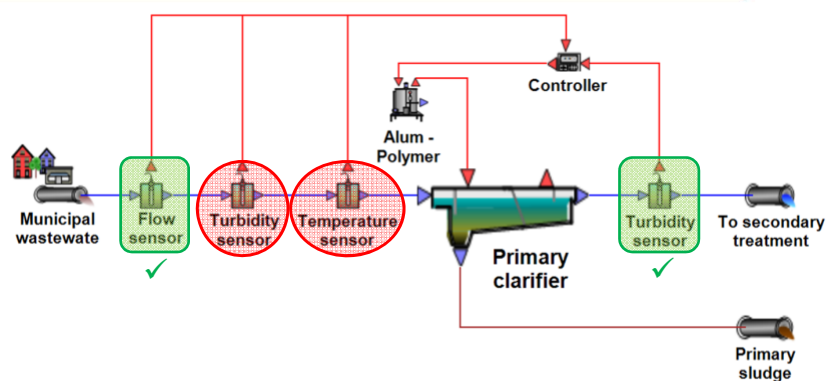 Controller
Alum -
Polymer
Municipal
wastewate
Flow
sensor
Turbidity
sensor
Temperature
sensor
Primary
clarifier
Turbidity
sensor
To secondary
treatment
Primary
sludge